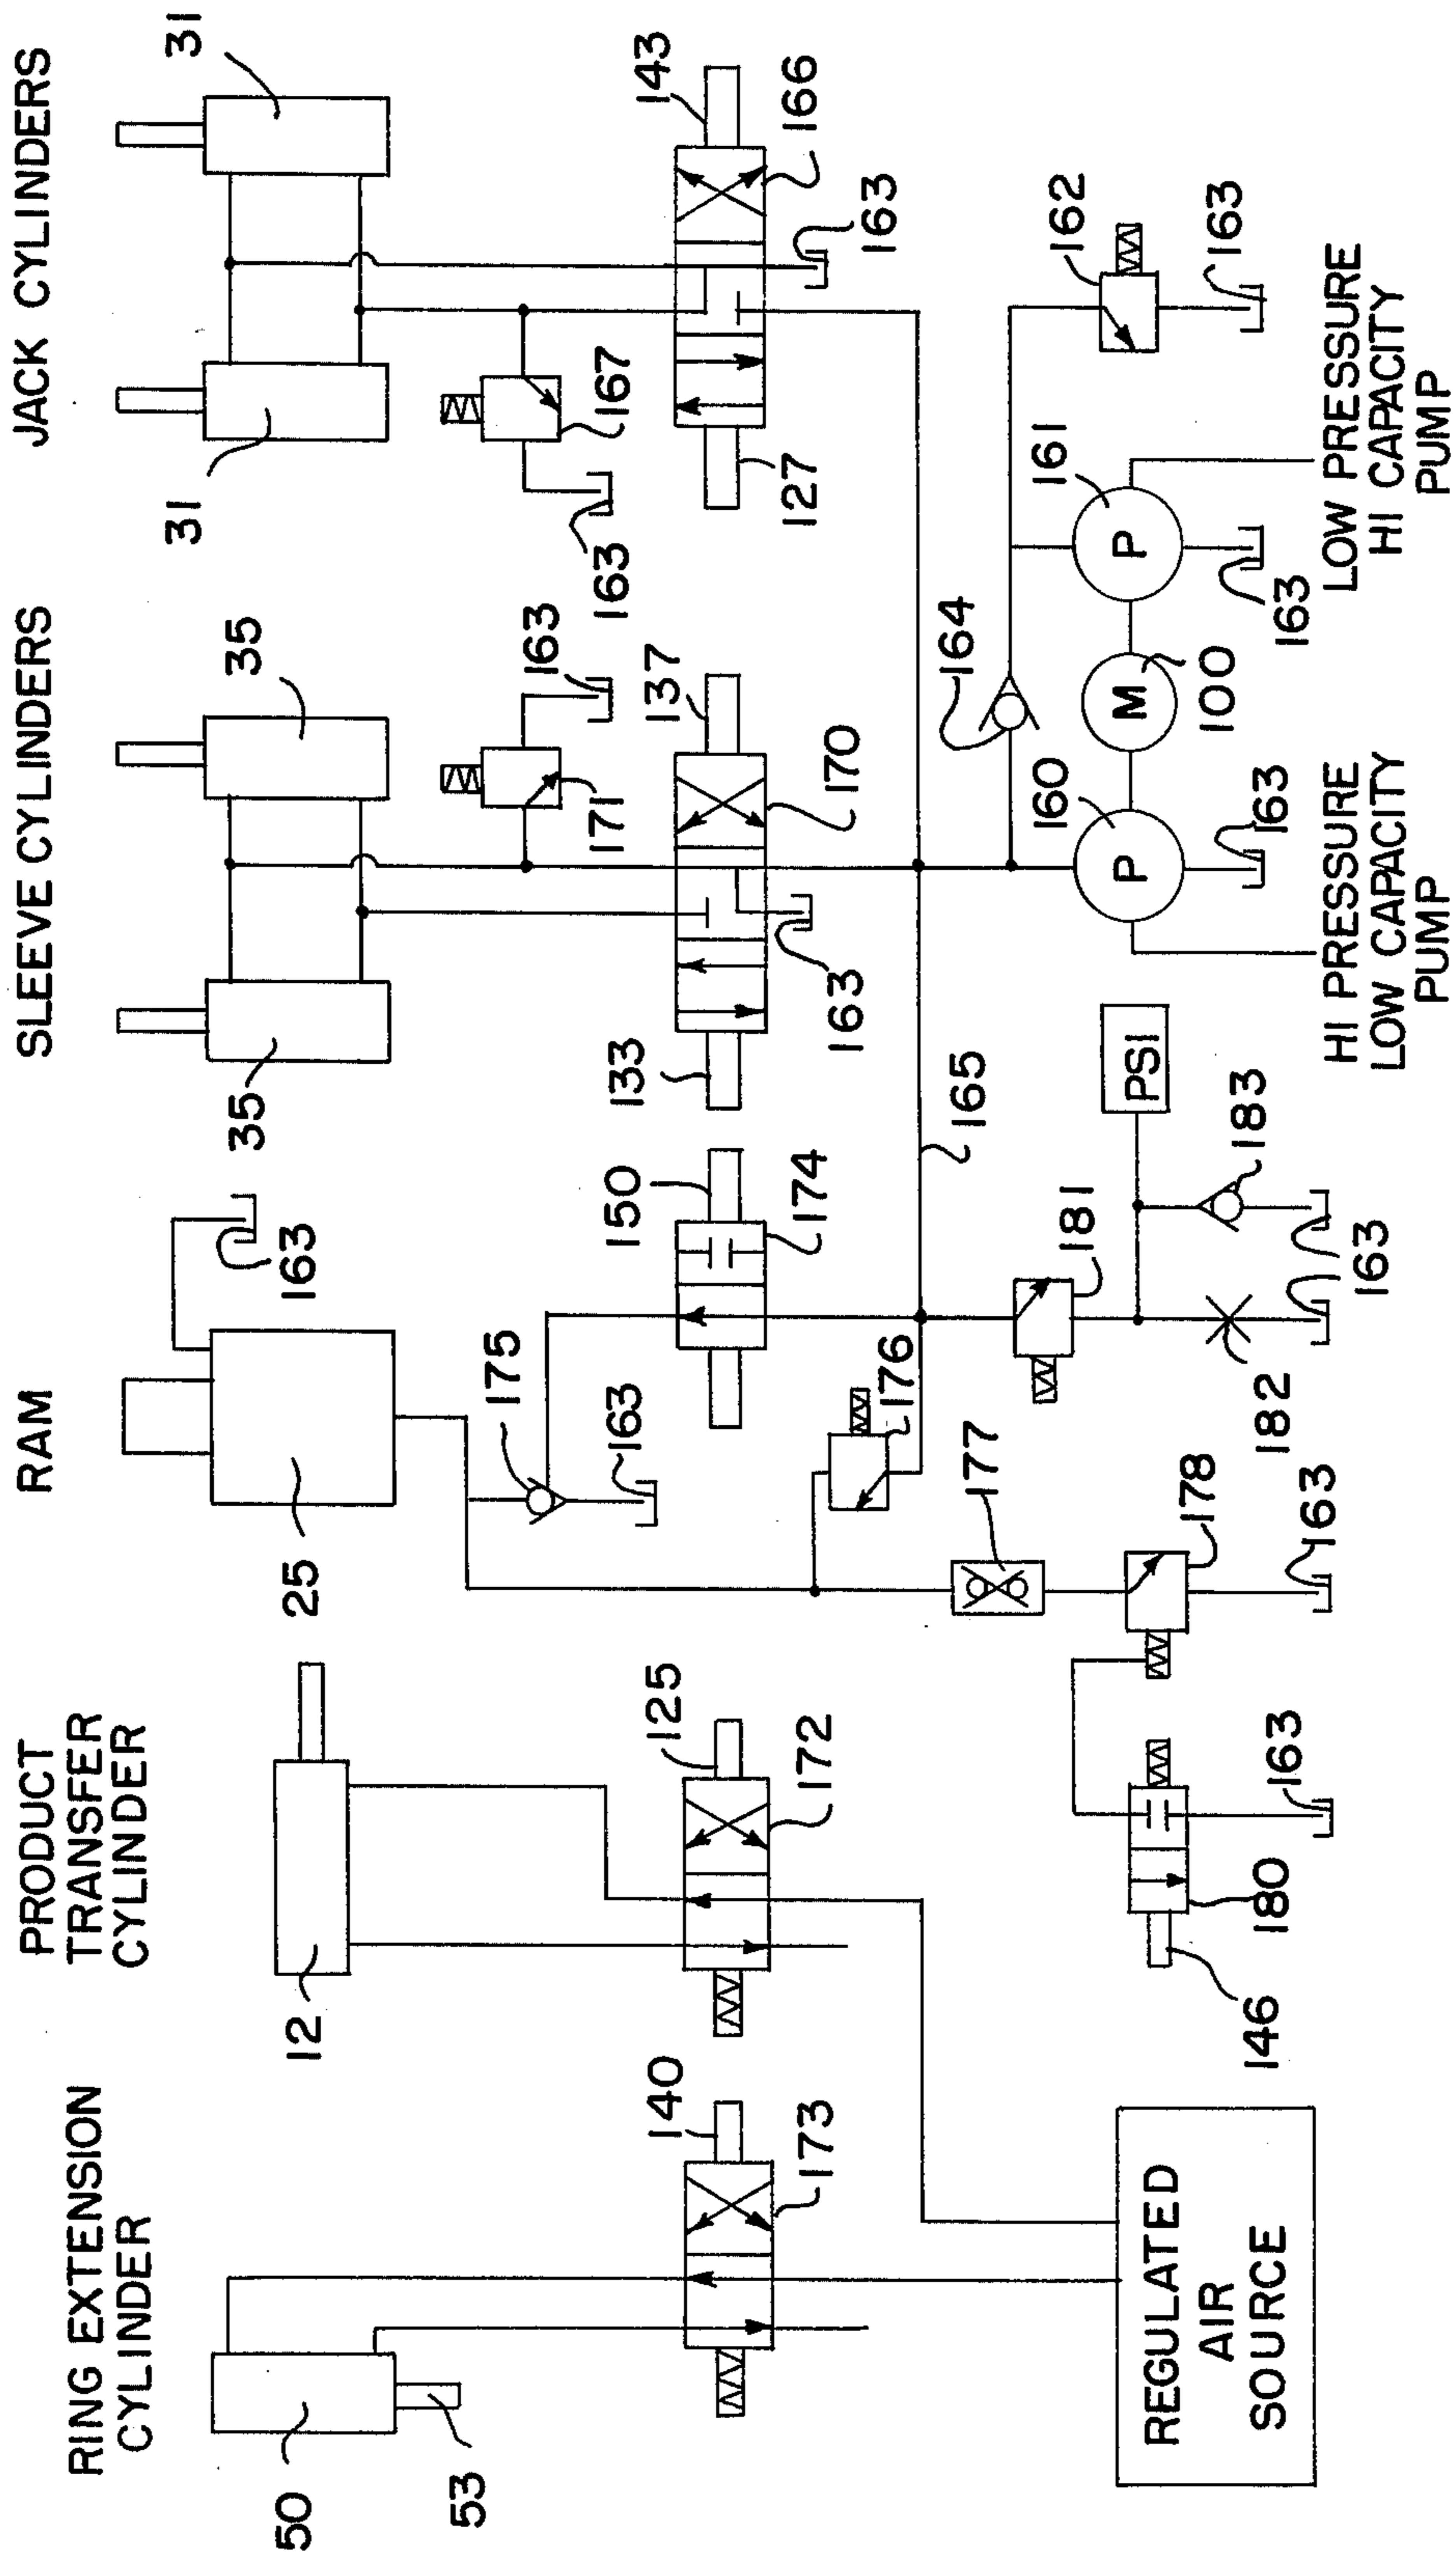 RING EXTENSION
CYLINDER
PRODUCT
TRANSFER
CYLINDER
RAM
SLEEVE CYLINDERS
JACK CYLINDERS
50
53
12
25
163
35
35
31
31
140
173
125
172
175
163
150
174
133
163
137
170
171
163
163
167
127
143
166
163
176
177
178
163
165
181
182
183
163
PSI
164
160
M
100
161
P
P
162
163
163
163
146
180
163
REGULATED
AIR
SOURCE
HI PRESSURE
LOW CAPACITY
PUMP
LOW PRESSURE
HI CAPACITY
PUMP